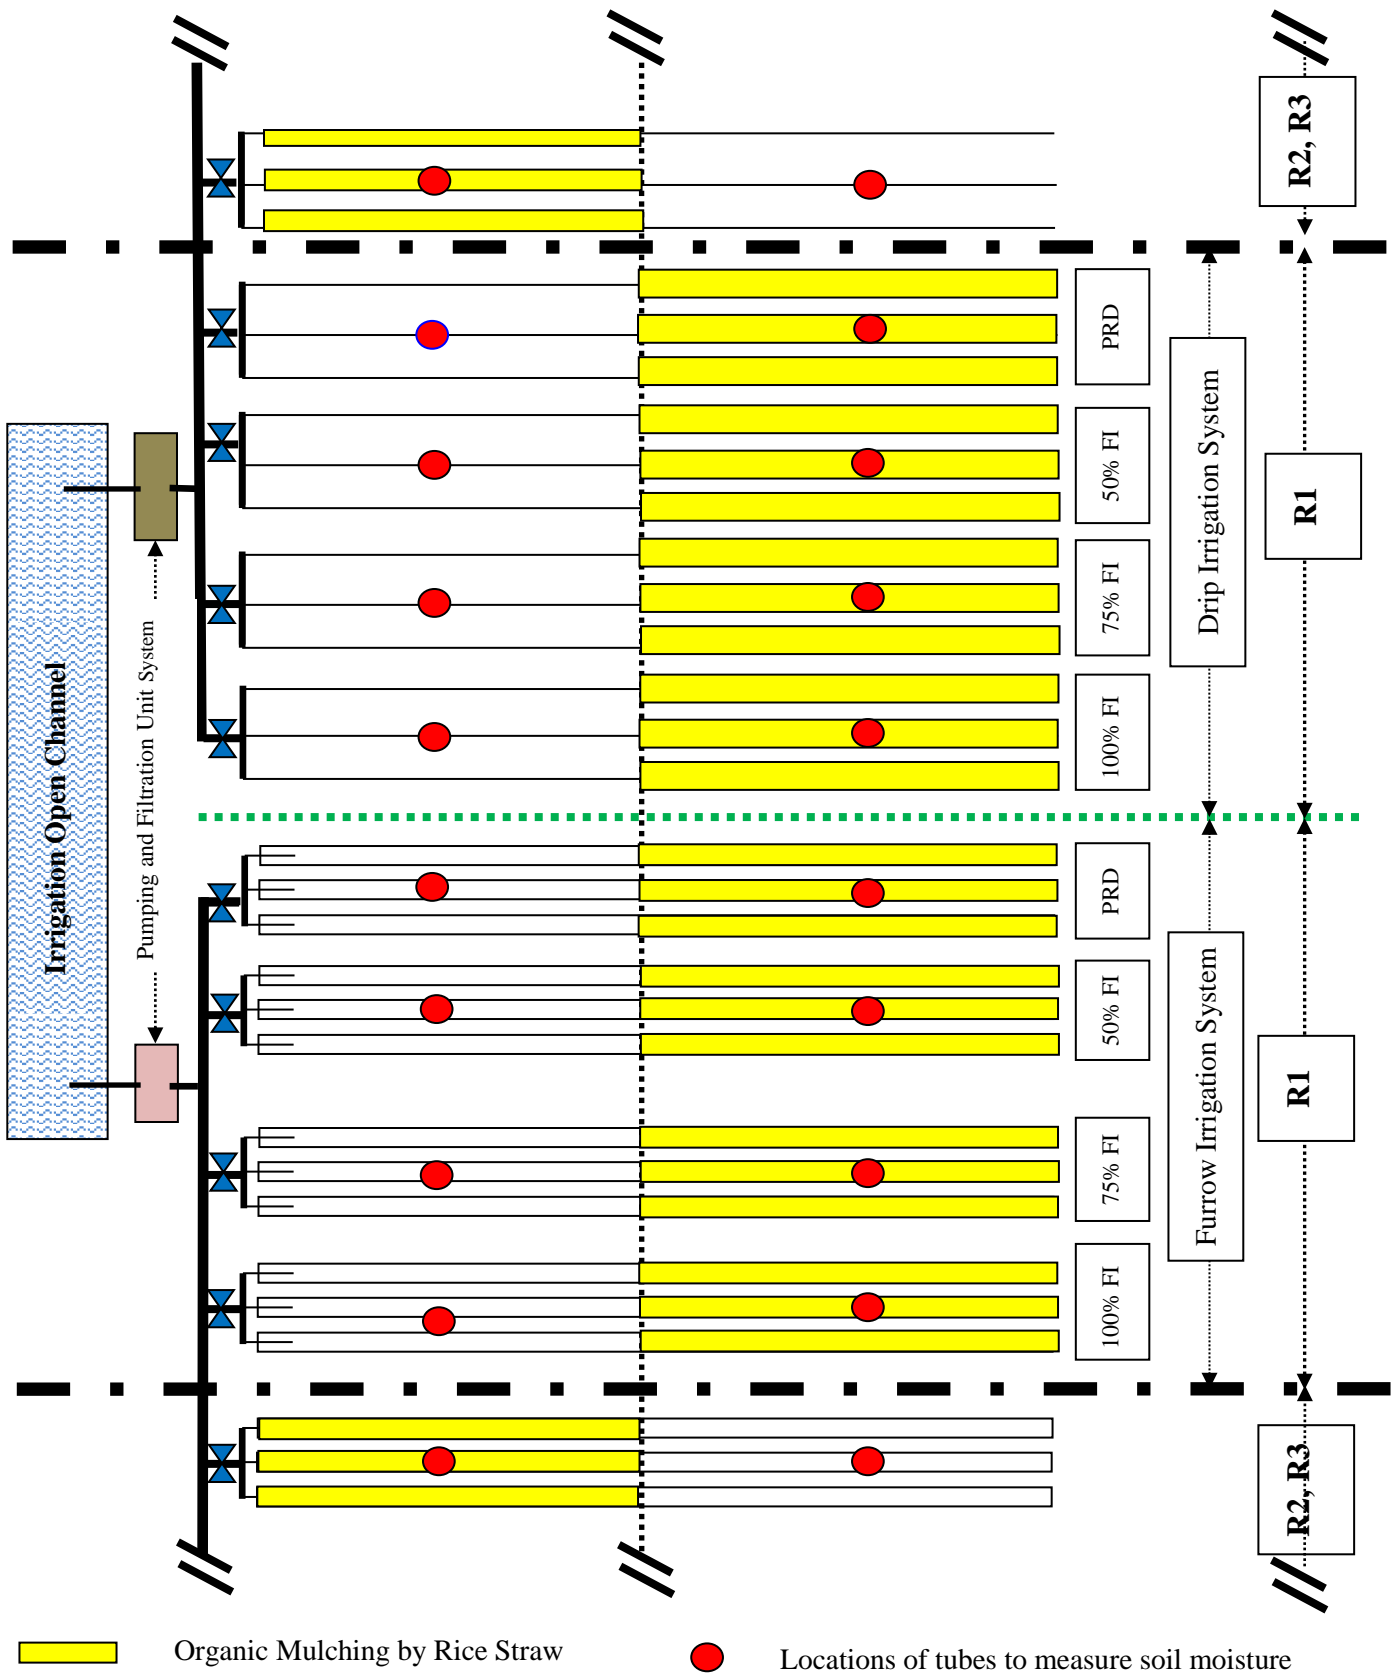 R2, R3
PRD
50% FI
75% FI
100% FI
Drip Irrigation System
R1
Irrigation Open Channel
Pumping and Filtration Unit System
PRD
50% FI
75% FI
100% FI
Furrow Irrigation System
R1
R2, R3
Organic Mulching by Rice Straw
Locations of tubes to measure soil moisture